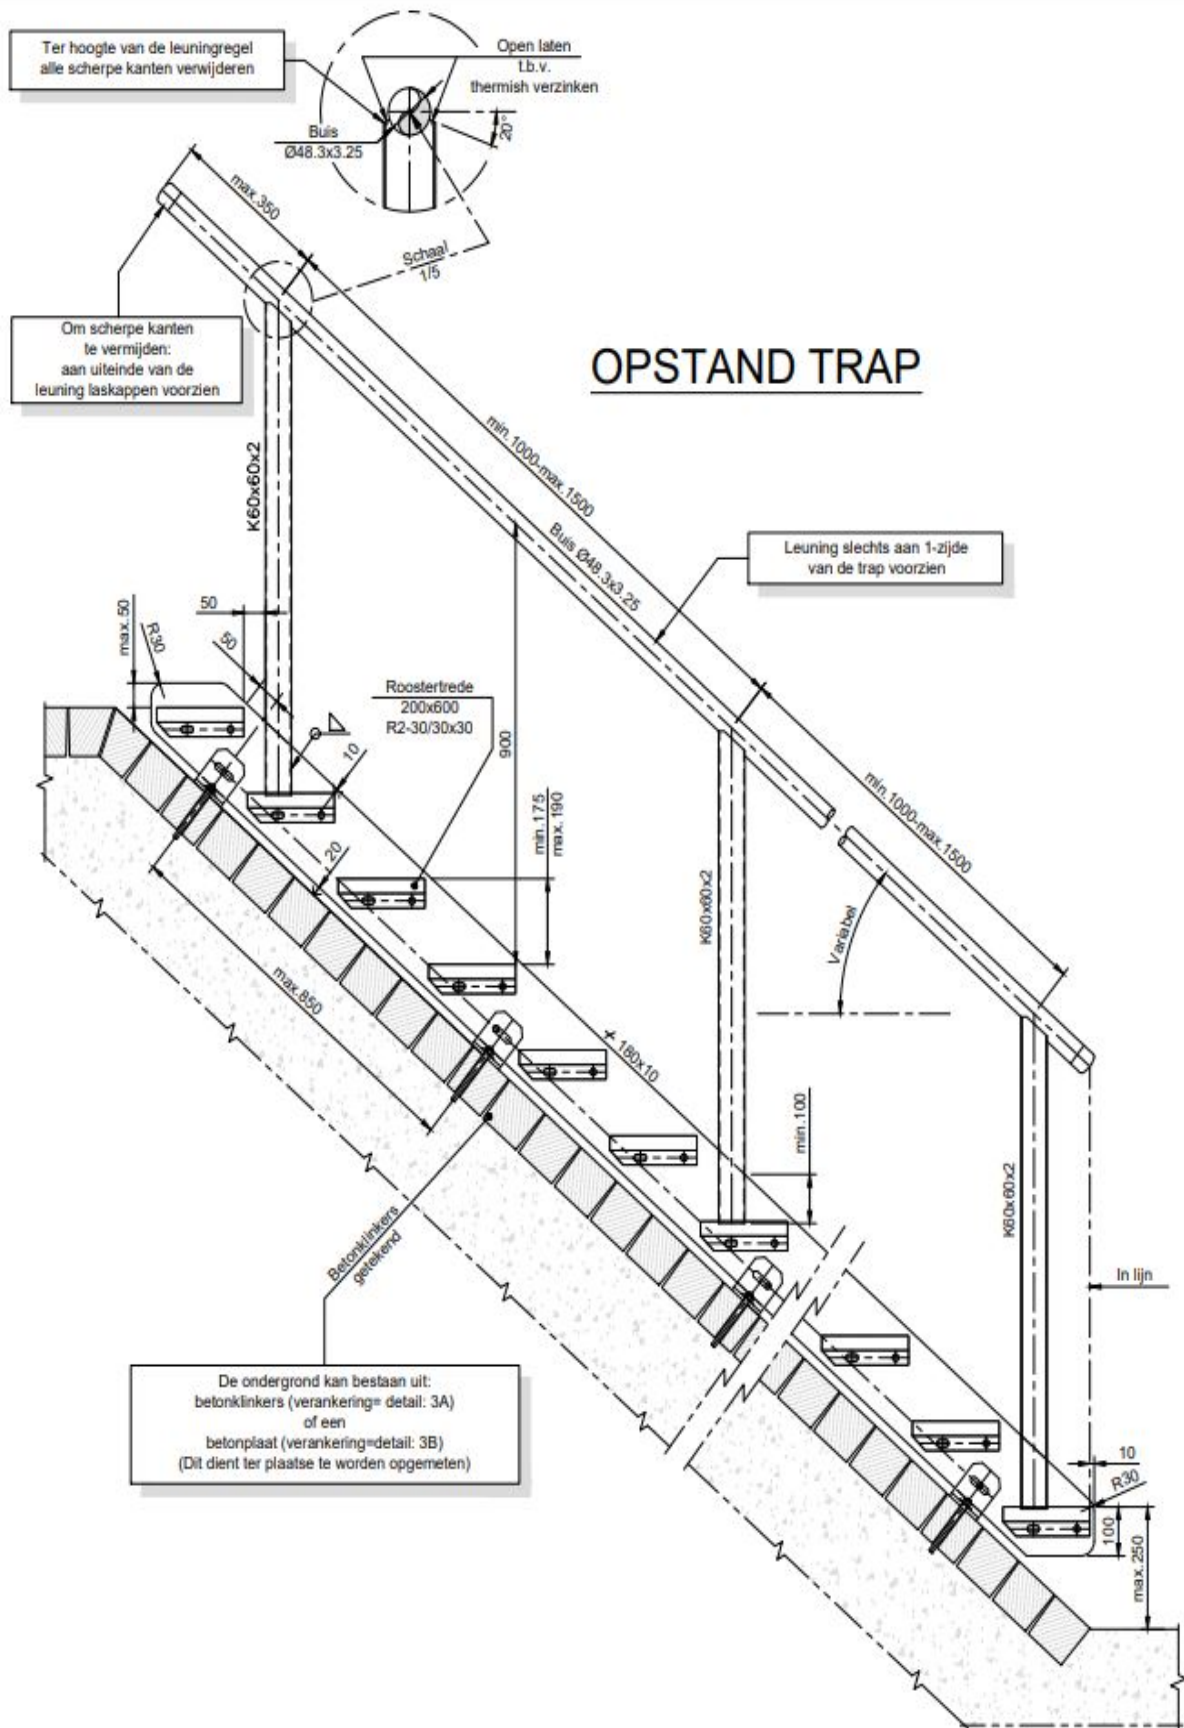 Ter hoogte van de leuningregel
alle scherpe kanten verwijderen
Open laten
t.b.v.
thermish verzinken
Buis
Ø48.3x3.25
20°
max.350
Schaal
1/5
Om scherpe kanten
te vermijden:
aan uiteinde van de
leuning laskappen voorzien
OPSTAND TRAP
K60x60x2
min.1000-max.1500
Buis Ø48.3x3.25
Leuning slechts aan 1-zijde
van de trap voorzien
50
max.50
R30
50
Roostertrede
200x600
R2-30/30x30
900
10
min.175
max.190
20
min.1000-max.1500
K60x60x2
Variabel
max.850
180x10
min.100
K60x60x2
Betonklinkers
getekend
In lijn
De ondergrond kan bestaan uit:
betonklinkers (verankering= detail: 3A)
of een
betonplaat (verankering=detail: 3B)
(Dit dient ter plaatse te worden opgemeten)
10
R30
100
max.250